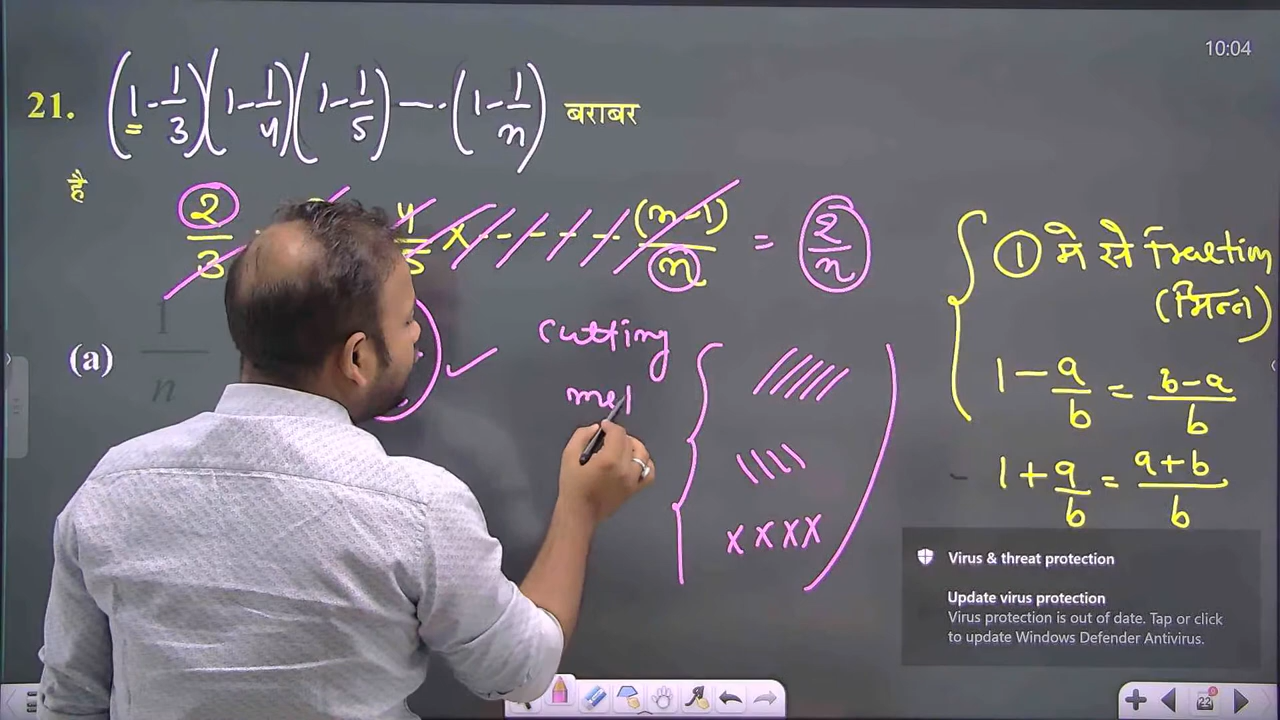 10:04
21. (1-1/3)(1-1/4)(1-1/5)-----(1-1/n) बराबर
है
2/3 4/5 x ------ (n-1)/n = 2/n
① मे से fraction
(भिन्न)
(a) 1/n
cutting
1 - a/b = b-a/b
1 + a/b = a+b/b
xxxx
Virus & threat protection
Update virus protection
Virus protection is out of date. Tap or click
to update Windows Defender Antivirus.
22